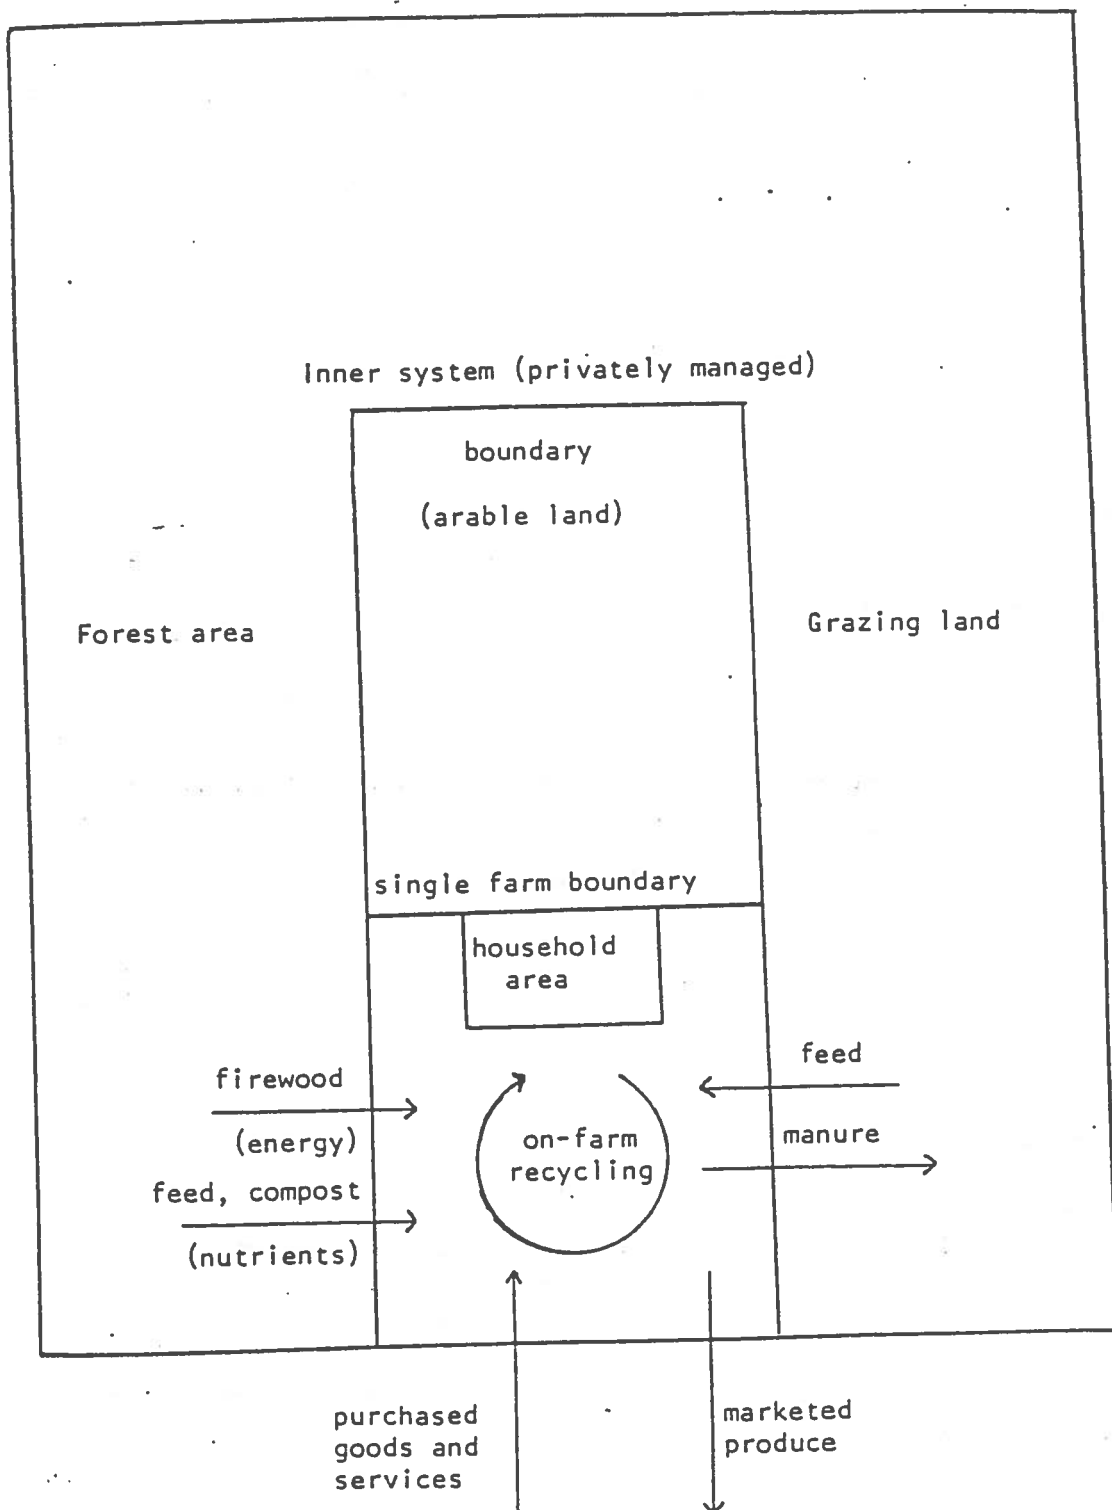 Inner system (privately managed)
boundary
(arable land)
Forest area
Grazing land
single farm boundary
household
area
firewood
(energy)
feed, compost
(nutrients)
on-farm
recycling
feed
manure
purchased
goods and
services
marketed
produce